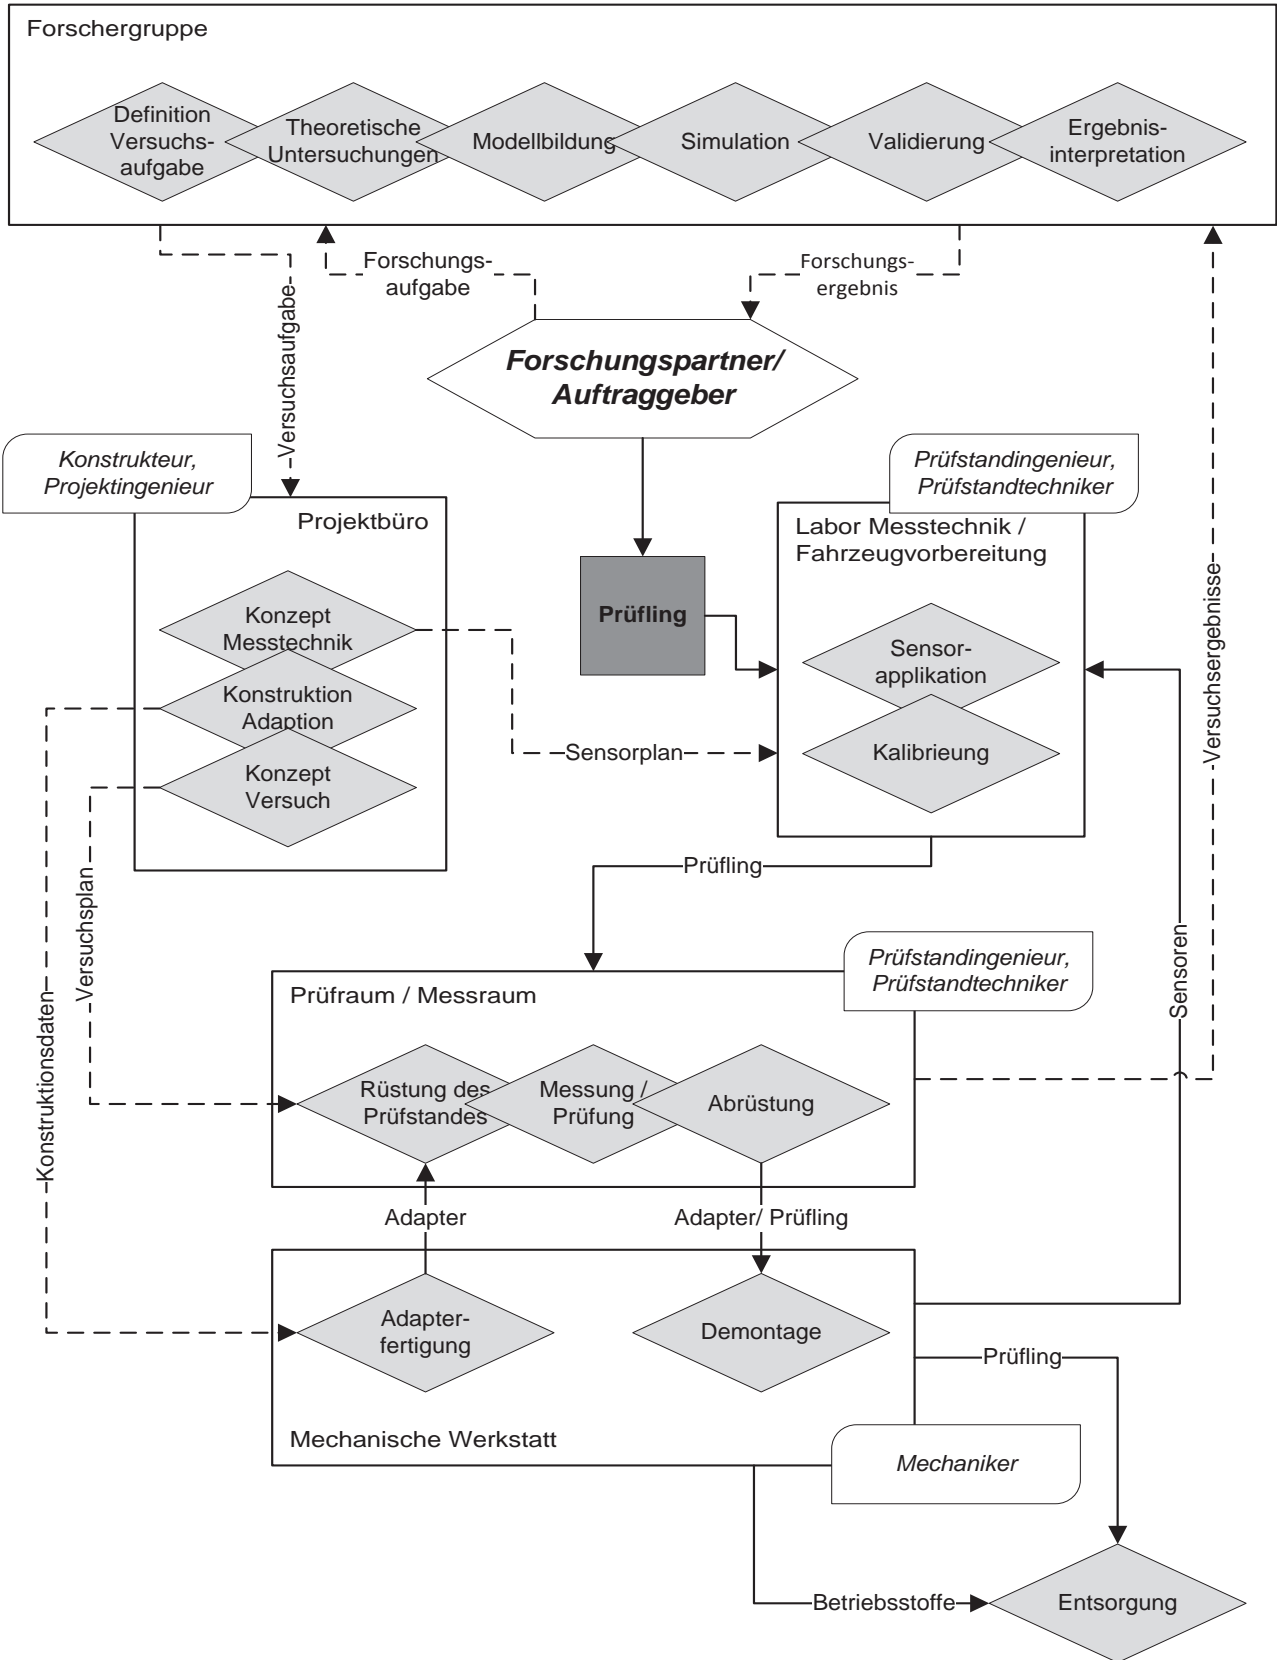 Forschergruppe
Definition
Versuchs-
aufgabe
Theoretische
Untersuchungen
Modellbildung
Simulation
Validierung
Ergebnis-
interpretation
Forschungs-
aufgabe
Forschungs-
ergebnis
Versuchsaufgabe
Forschungspartner/
Auftraggeber
Konstrukteur,
Projektingenieur
Prüfstandingenieur,
Prüfstandtechniker
Projektbüro
Labor Messtechnik /
Fahrzeugvorbereitung
Konzept
Messtechnik
Konstruktion
Adaption
Konzept
Versuch
Prüfling
Sensor-
applikation
Kalibrieung
Sensorplan
Versuchsergebnisse
Prüfling
Versuchsplan
Konstruktionsdaten
Sensoren
Prüfstandingenieur,
Prüfstandtechniker
Prüfraum / Messraum
Rüstung des
Prüfstandes
Messung /
Prüfung
Abrüstung
Adapter
Adapter/ Prüfling
Adapter-
fertigung
Demontage
Prüfling
Mechanische Werkstatt
Mechaniker
Betriebsstoffe
Entsorgung